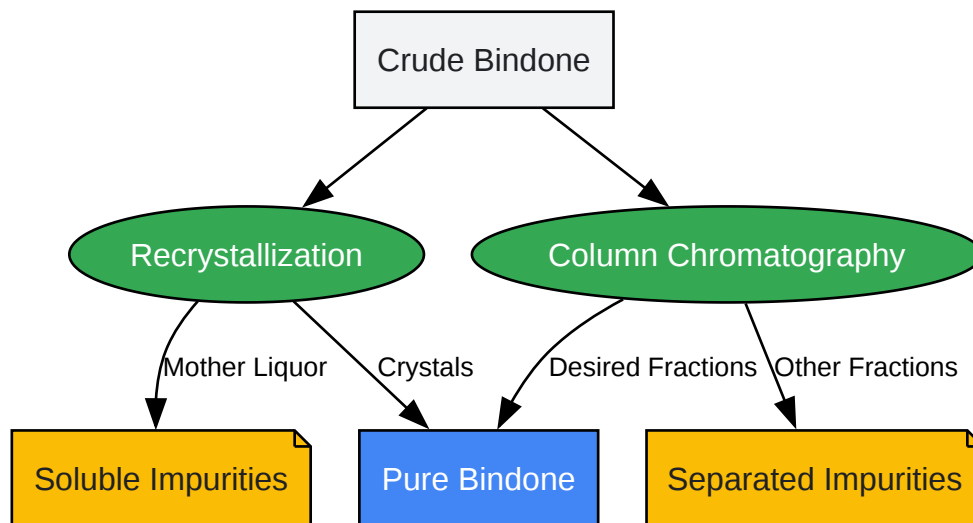 Crude Bindone
Recrystallization
Column Chromatography
Mother Liquor
Crystals
Desired Fractions
Other Fractions
Soluble Impurities
Pure Bindone
Separated Impurities